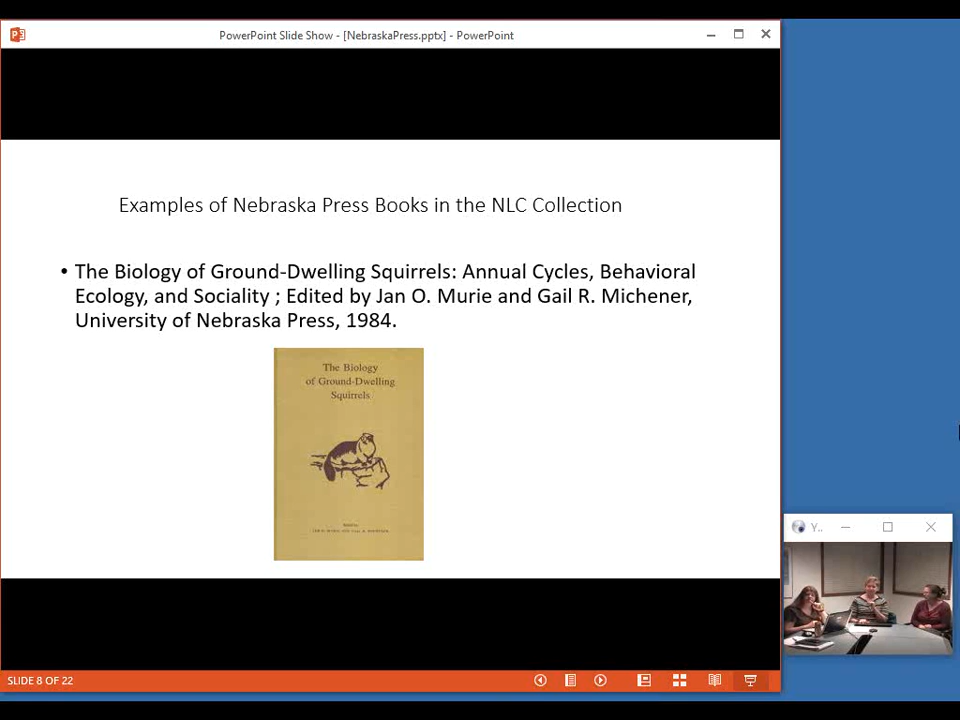 PowerPoint Slide Show - [NebraskaPress.pptx] - PowerPoint
Examples of Nebraska Press Books in the NLC Collection
• The Biology of Ground-Dwelling Squirrels: Annual Cycles, Behavioral
Ecology, and Sociality ; Edited by Jan O. Murie and Gail R. Michener,
University of Nebraska Press, 1984.
The Biology
of Ground-Dwelling
Squirrels
Y..
SLIDE 8 OF 22